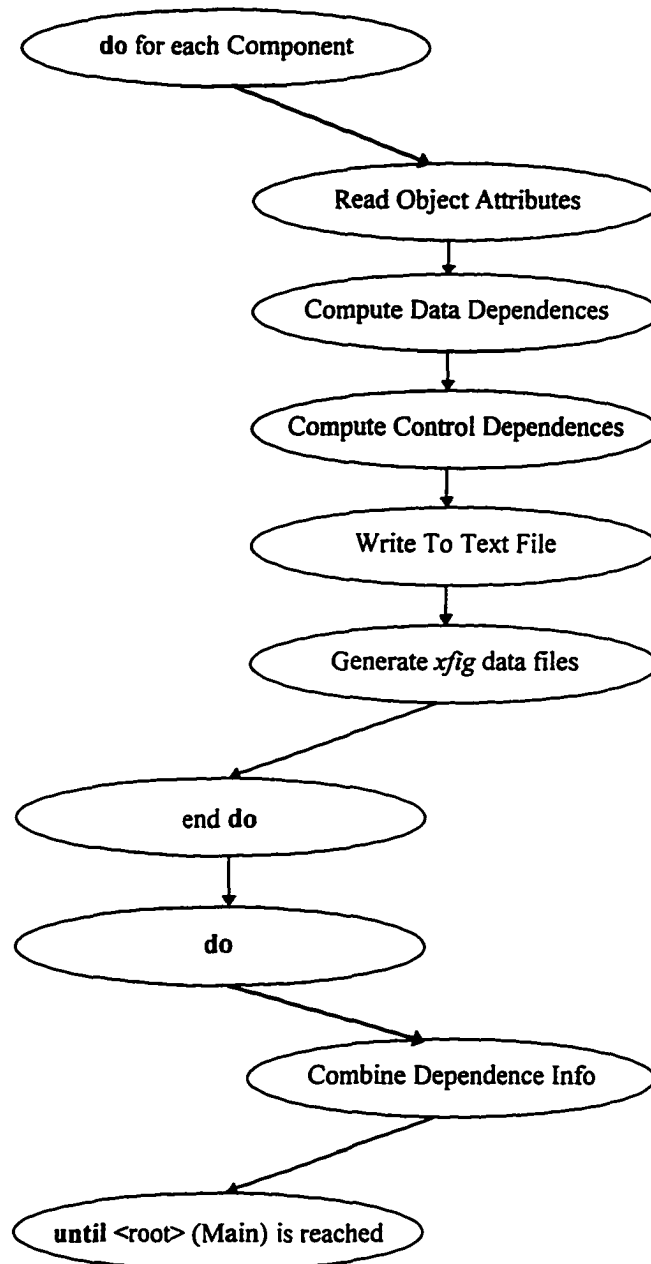 do for each Component
Read Object Attributes
Compute Data Dependences
Compute Control Dependences
Write To Text File
Generate xfig data files
end do
do
Combine Dependence Info
until <root> (Main) is reached